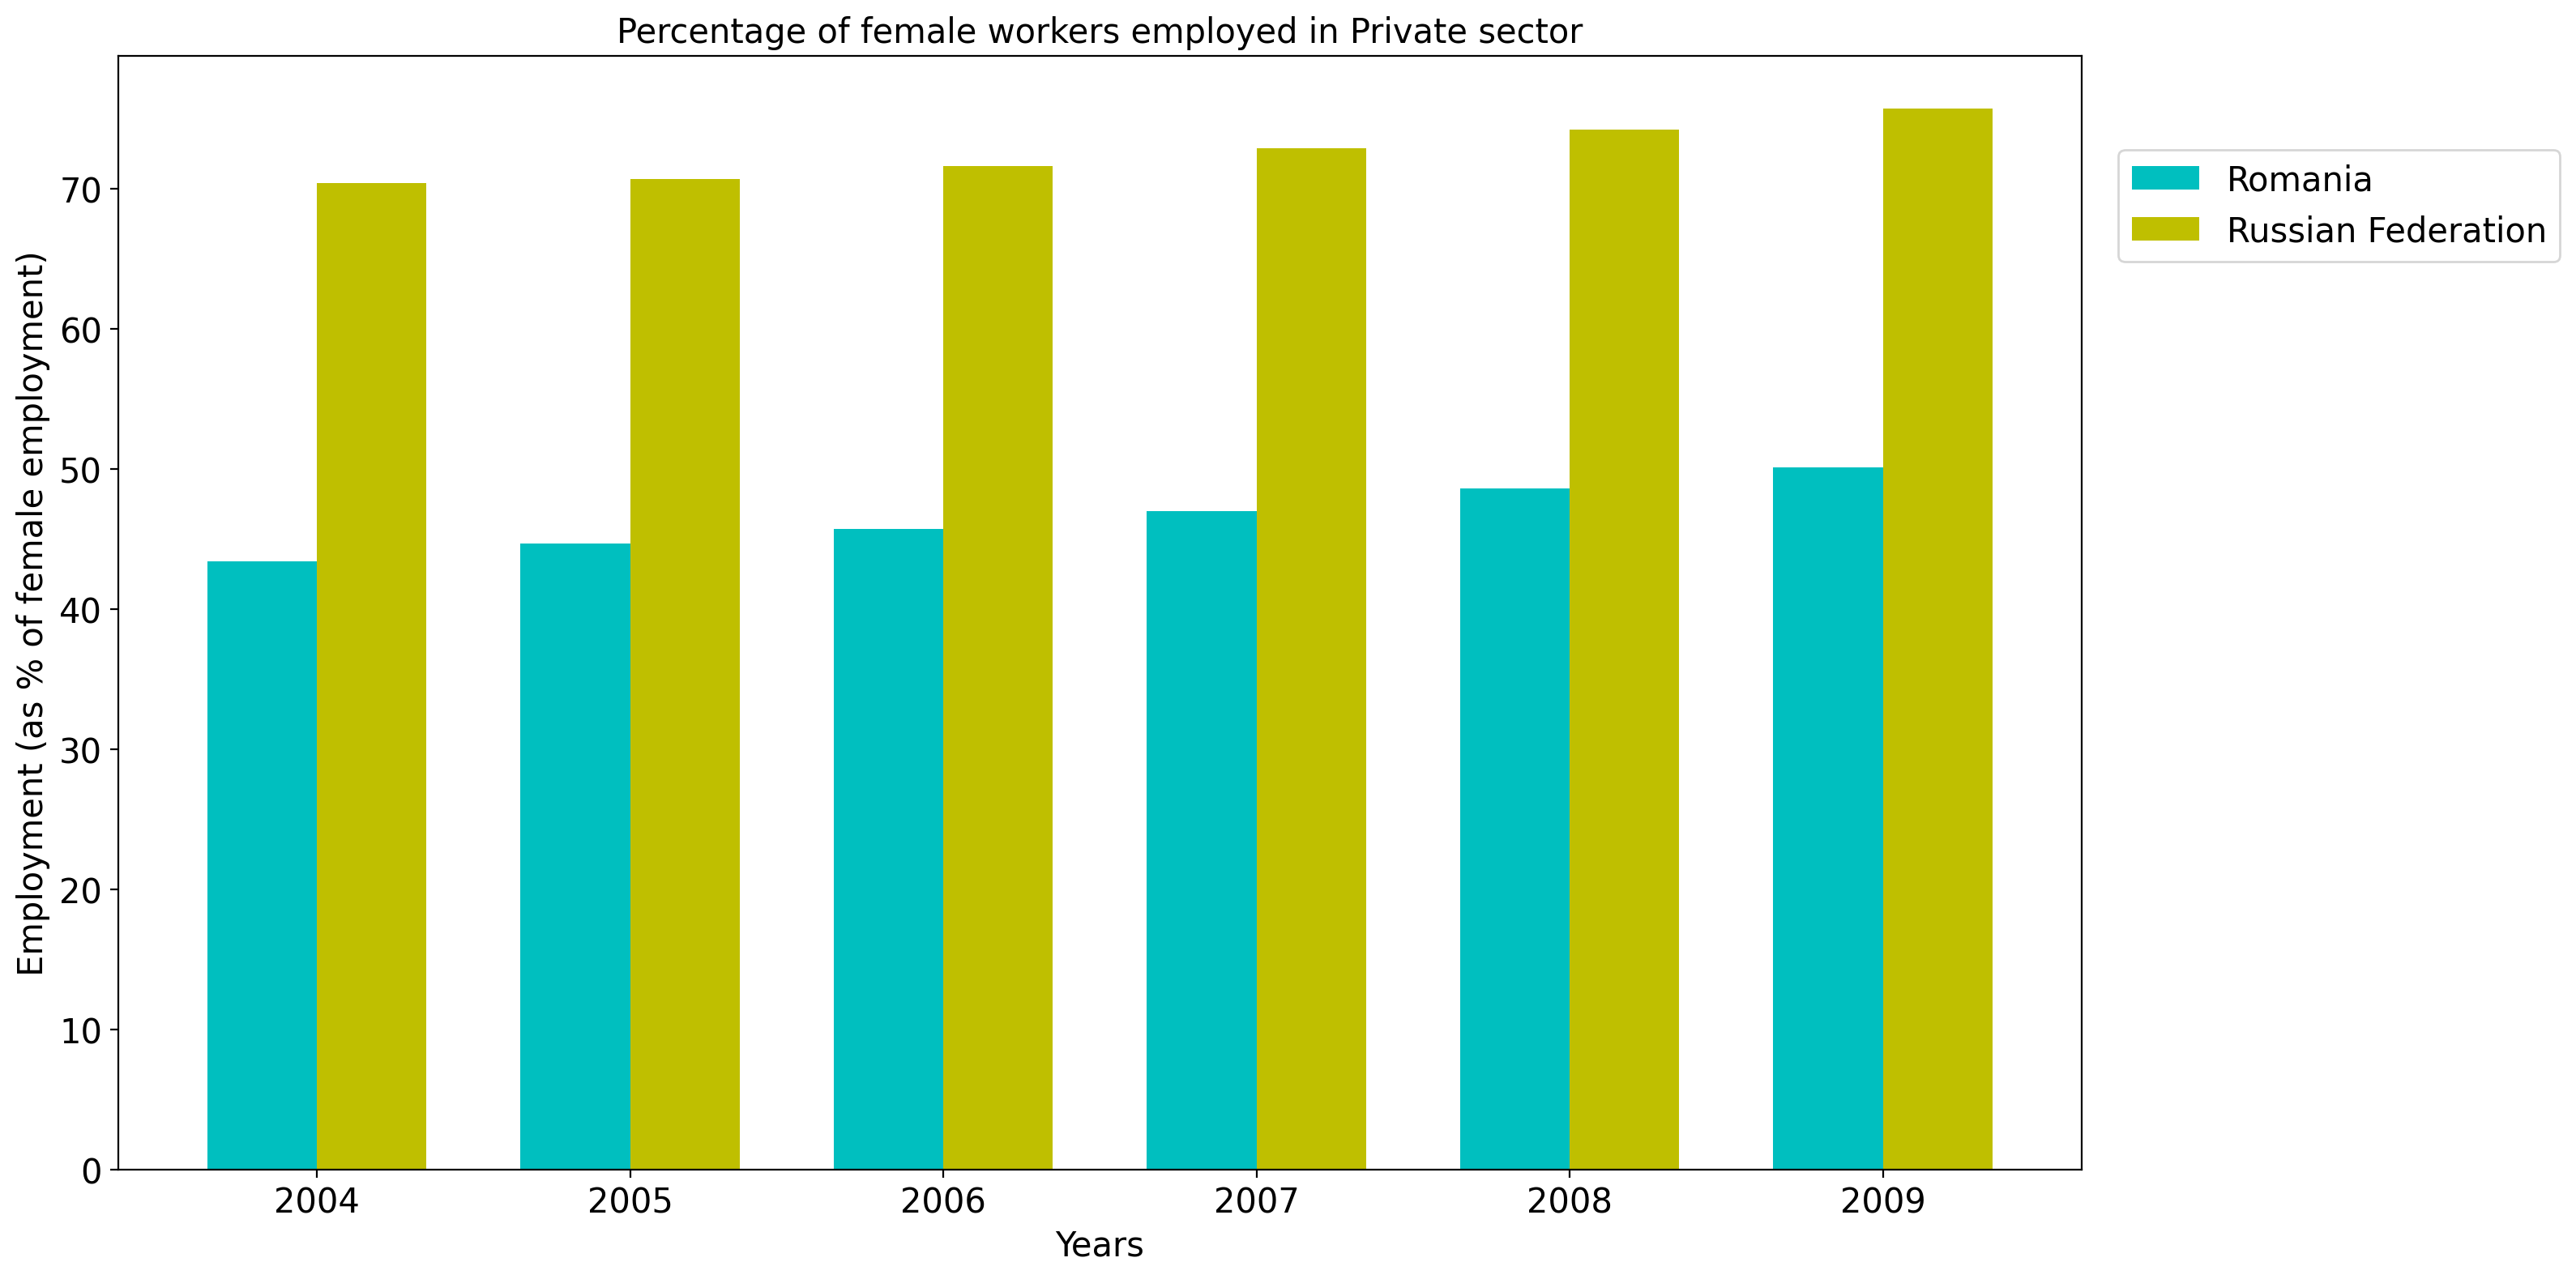 Percentage of female workers employed in Private sector
Employment (as % of female employment)
70
60
50
40
30
20
10
0
2004 2005 2006 2007 2008 2009
Years
Romania
Russian Federation